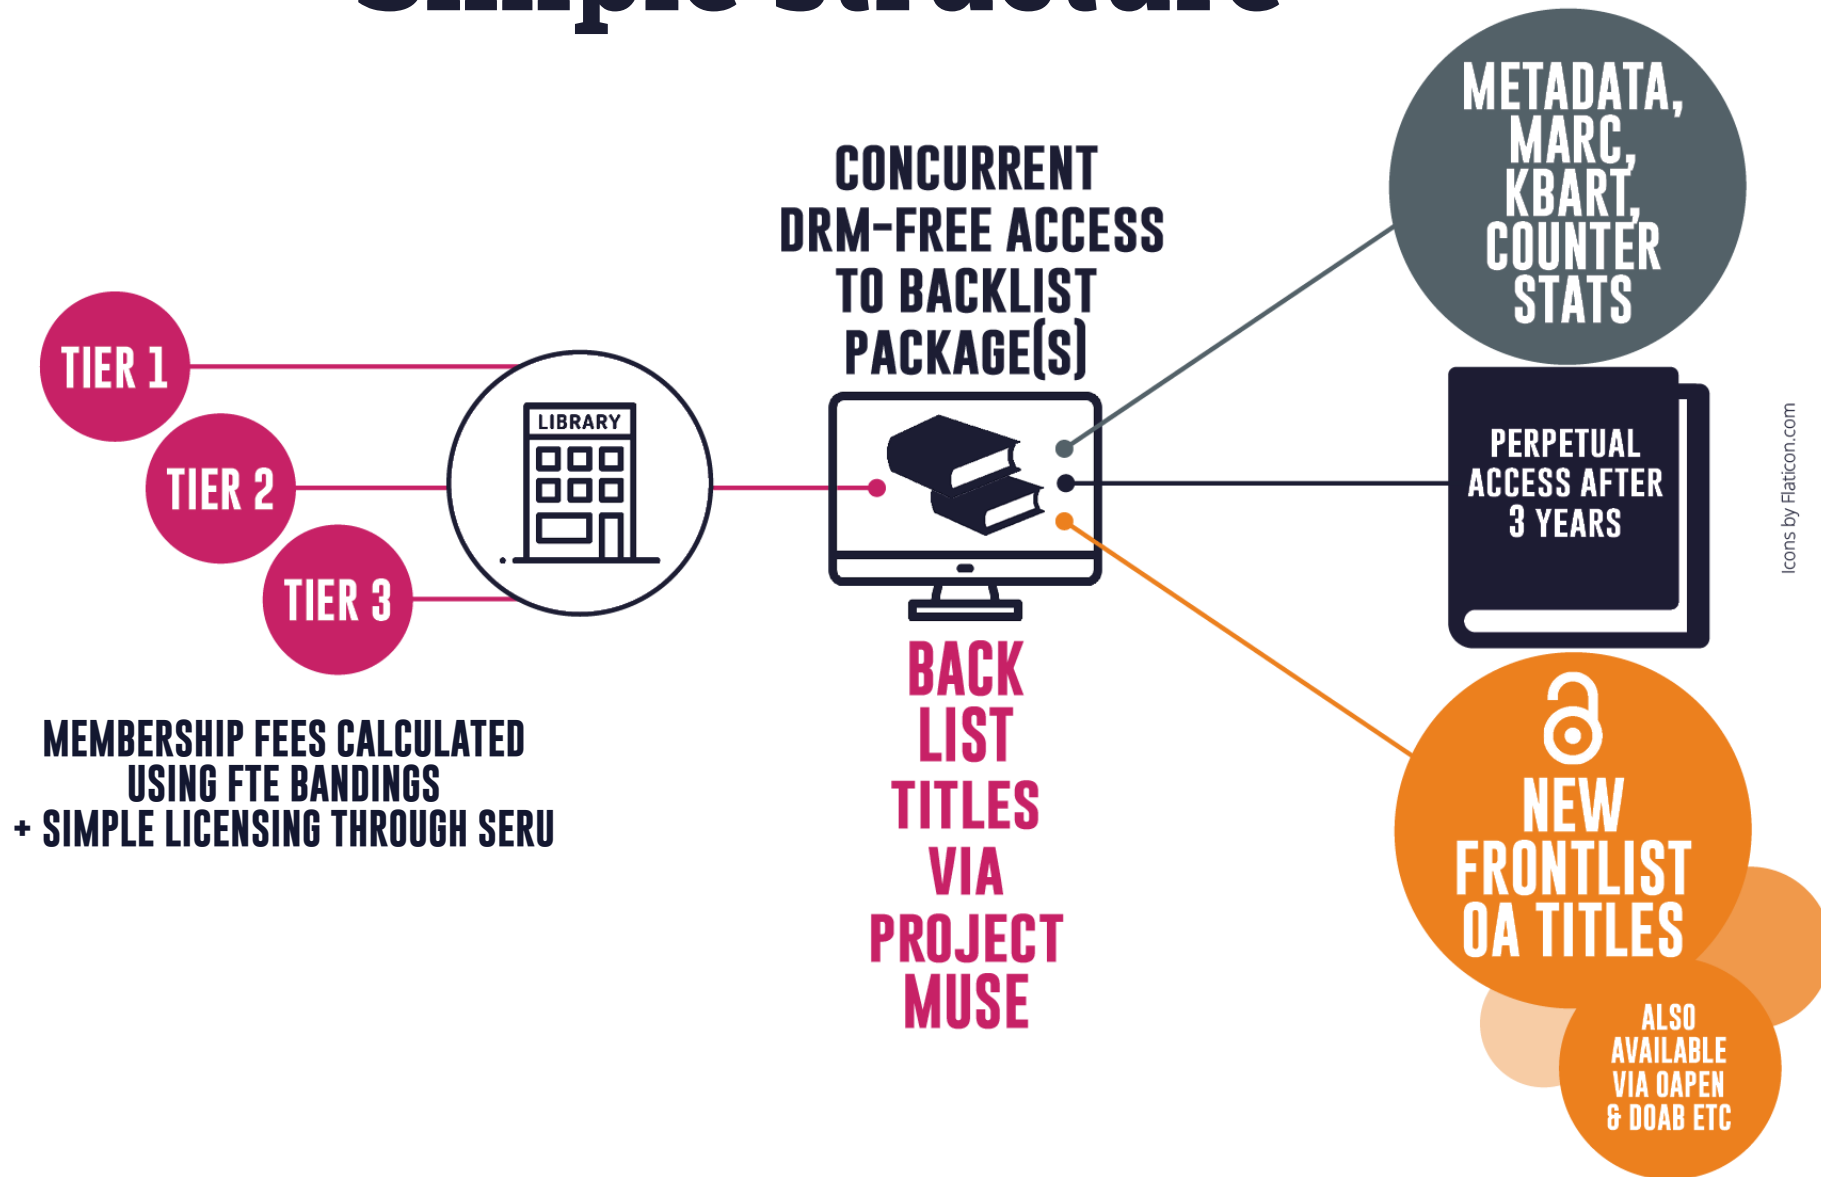 Simple structure
TIER 1
TIER 2
TIER 3
LIBRARY
MEMBERSHIP FEES CALCULATED
USING FTE BANDINGS
+ SIMPLE LICENSING THROUGH SERU
CONCURRENT
DRM-FREE ACCESS
TO BACKLIST
PACKAGE(S)
BACK
LIST
TITLES
VIA
PROJECT
MUSE
METADATA,
MARC,
KBART,
COUNTER
STATS
PERPETUAL
ACCESS AFTER
3 YEARS
NEW
FRONTLIST
OA TITLES
ALSO
AVAILABLE
VIA OAPEN
& DOAB ETC
Icons by Flaticon.com